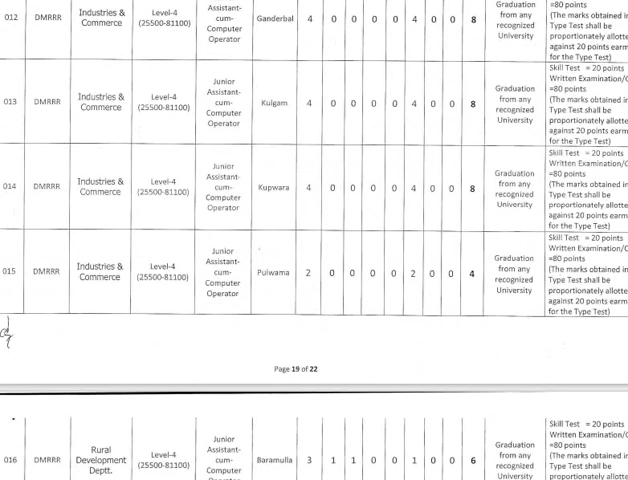 012 DMRRR Industries & Commerce Level-4 (25500-81100) Assistant-cum-Computer Operator Ganderbal 4 0 0 0 0 4 0 0 8 Graduation from any recognized University =80 points (The marks obtained in Type Test shall be proportionately allotte against 20 points earm for the Type Test)
013 DMRRR Industries & Commerce Level-4 (25500-81100) Junior Assistant-cum-Computer Operator Kulgam 4 0 0 0 0 4 0 0 8 Graduation from any recognized University Skill Test = 20 points Written Examination/C =80 points (The marks obtained in Type Test shall be proportionately allotte against 20 points earm for the Type Test)
014 DMRRR Industries & Commerce Level-4 (25500-81100) Junior Assistant-cum-Computer Operator Kupwara 4 0 0 0 0 4 0 0 8 Graduation from any recognized University Skill Test = 20 points Written Examination/C =80 points (The marks obtained in Type Test shall be proportionately allotte against 20 points earm for the Type Test)
015 DMRRR Industries & Commerce Level-4 (25500-81100) Junior Assistant-cum-Computer Operator Pulwama 2 0 0 0 0 2 0 0 4 Graduation from any recognized University Skill Test = 20 points Written Examination/C =80 points (The marks obtained in Type Test shall be proportionately allotte against 20 points earm for the Type Test)
Page 19 of 22
016 DMRRR Rural Development Deptt. Level-4 (25500-81100) Junior Assistant-cum-Computer Baramulla 3 1 1 0 0 1 0 0 6 Graduation from any recognized University Skill Test = 20 points Written Examination/C =80 points (The marks obtained in Type Test shall be proportionately allotte